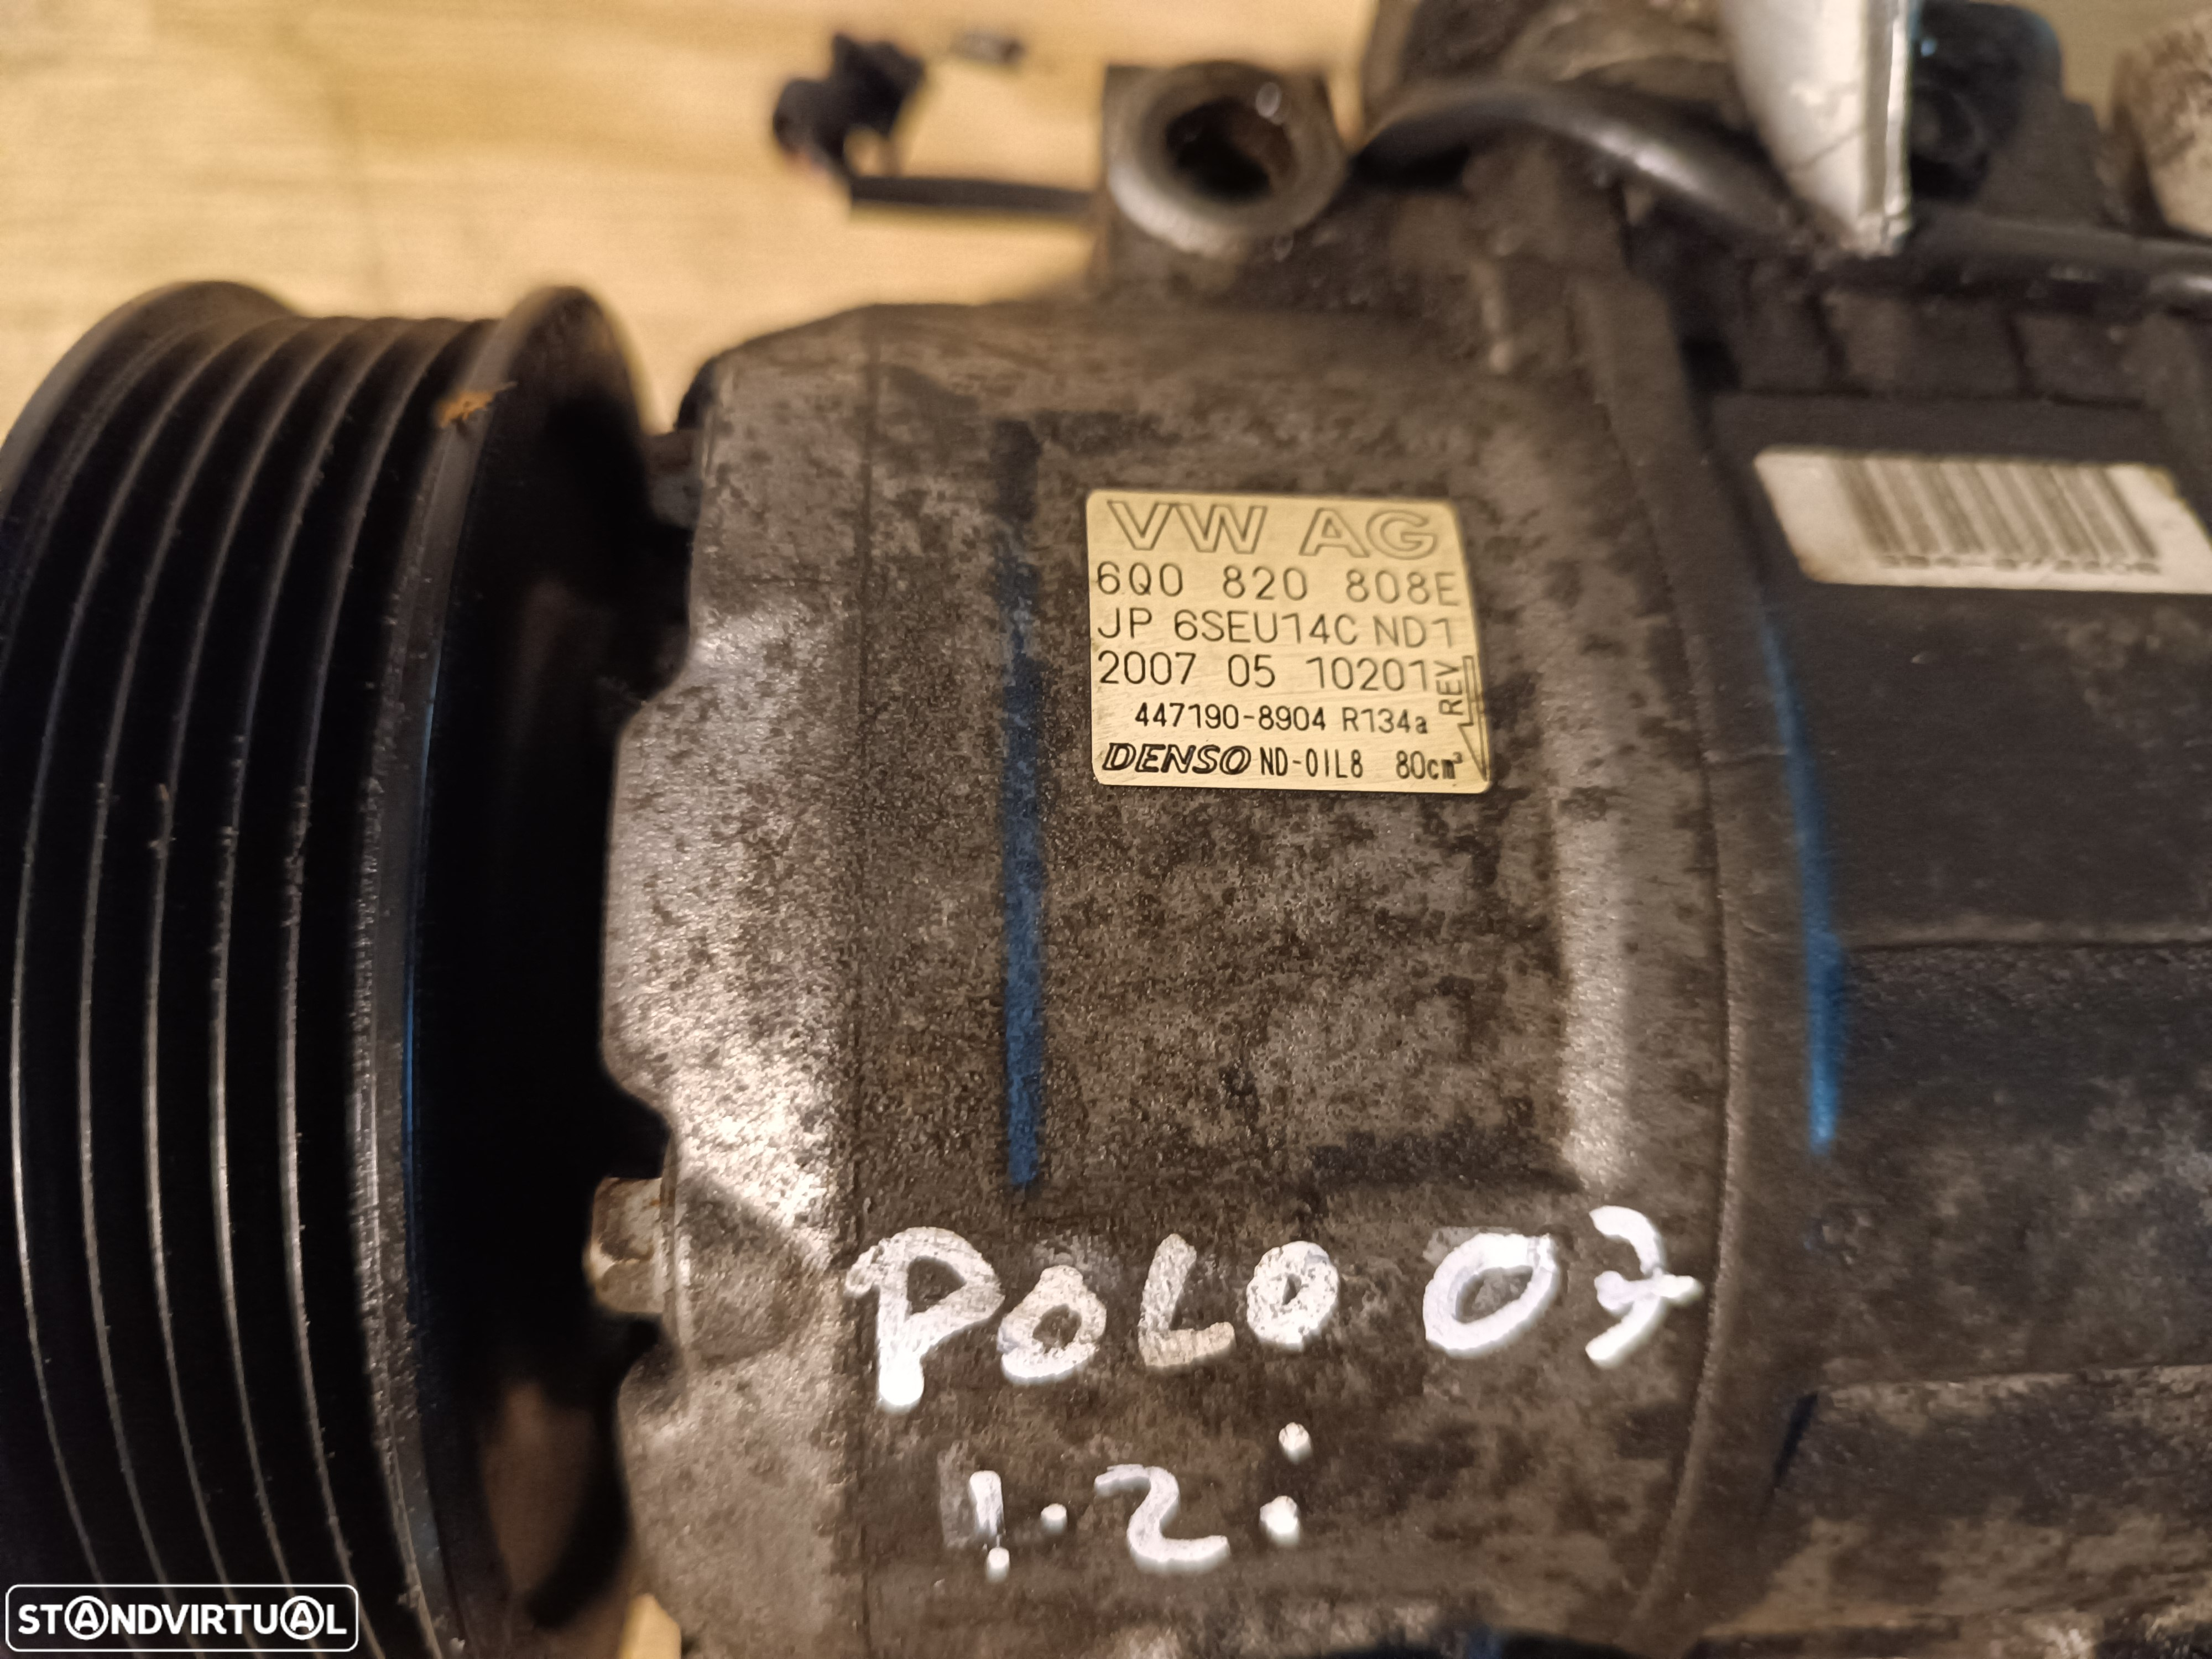 VW AG
6Q0 820 808E
JP 6SEU14C ND1
2007 05 10201
REV
447190-8904 R134a
DENSO ND-OIL8 80cm³
POLO 07
1.2i
STANDVIRTUAL